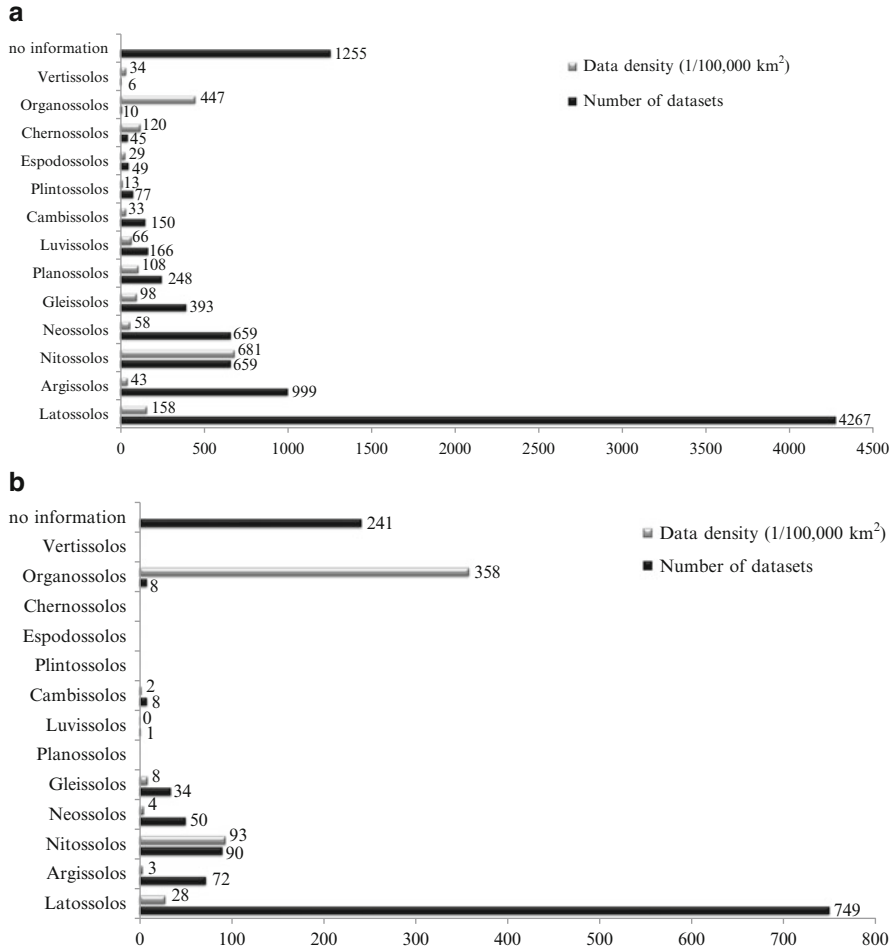 a
no information 1255
Data density (1/100,000 km²)
Number of datasets
Vertissolos 34 6
Organossolos 447 10
Chernossolos 120 45
Espodossolos 29 49
Plintossolos 13 77
Cambissolos 33 150
Luvissolos 66 166
Planossolos 108 248
Gleissolos 98 393
Neossolos 58 659
Nitossolos 681 659
Argissolos 43 999
Latossolos 158 4267
0 500 1000 1500 2000 2500 3000 3500 4000 4500
b
no information 241
Data density (1/100,000 km²)
Number of datasets
Vertissolos
Organossolos 358 8
Chernossolos
Espodossolos
Plintossolos
Cambissolos 2 8
Luvissolos 0 1
Planossolos
Gleissolos 8 34
Neossolos 4 50
Nitossolos 93 90
Argissolos 3 72
Latossolos 28 749
0 100 200 300 400 500 600 700 800